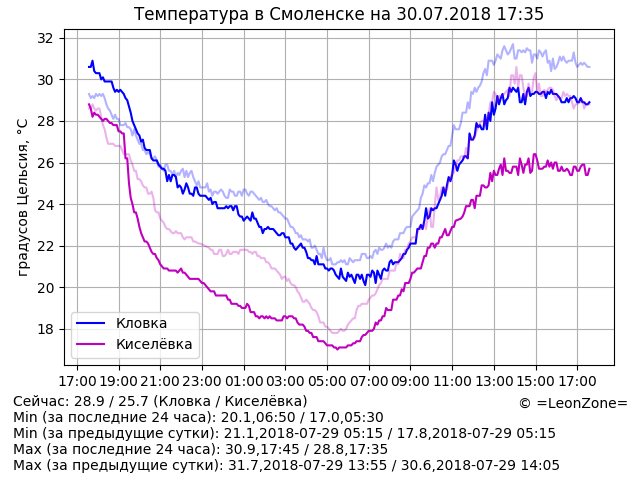 Температура в Смоленске на 30.07.2018 17:35
32
30
28
26
24
22
20
18
градусов Цельсия, °C
Кловка
Киселёвка
17:00 19:00 21:00 23:00 01:00 03:00 05:00 07:00 09:00 11:00 13:00 15:00 17:00
Сейчас: 28.9 / 25.7 (Кловка / Киселёвка)
© =LeonZone=
Min (за последние 24 часа): 20.1,06:50 / 17.0,05:30
Min (за предыдущие сутки): 21.1,2018-07-29 05:15 / 17.8,2018-07-29 05:15
Max (за последние 24 часа): 30.9,17:45 / 28.8,17:35
Max (за предыдущие сутки): 31.7,2018-07-29 13:55 / 30.6,2018-07-29 14:05